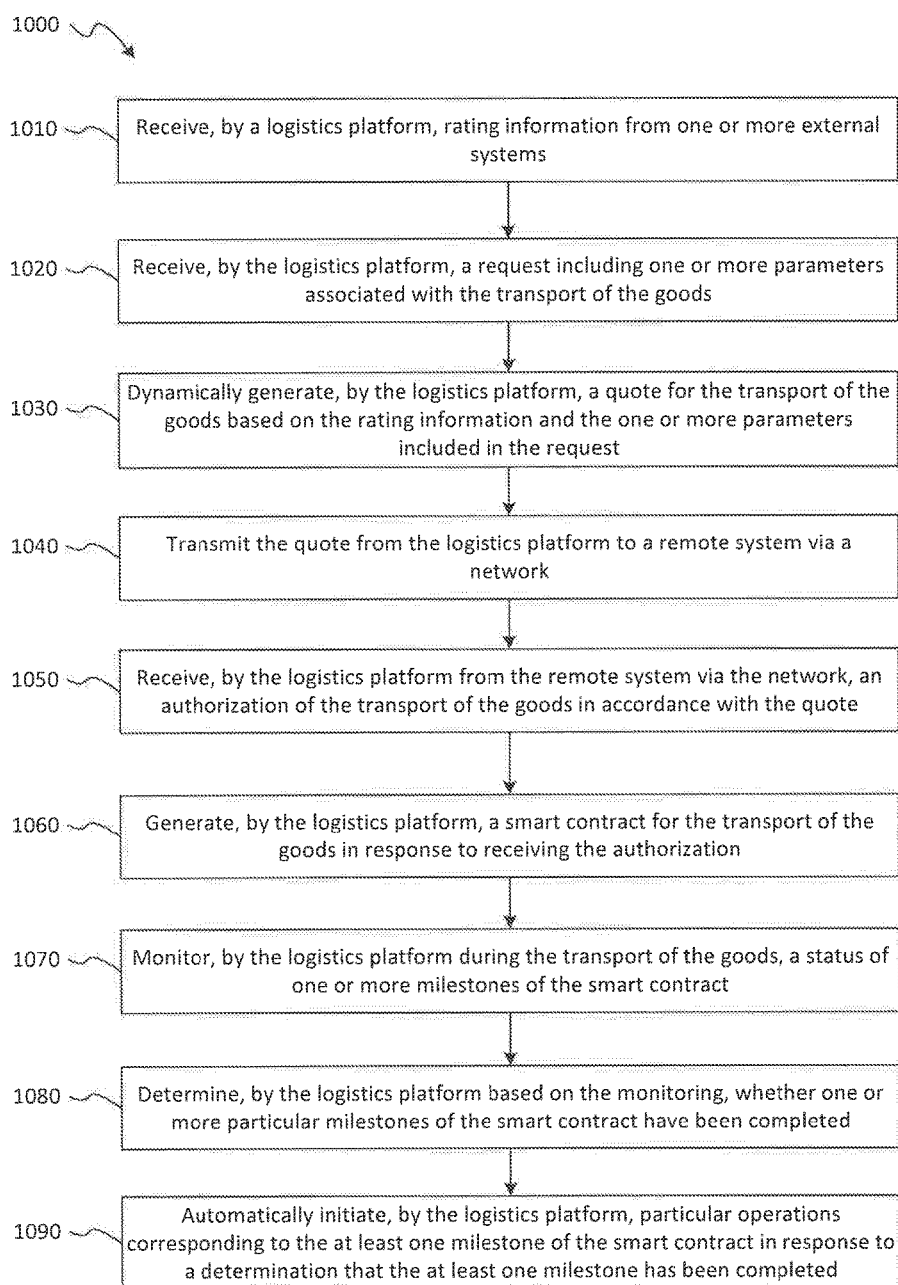 1000
1010
Receive, by a logistics platform, rating information from one or more external
systems
1020
Receive, by the logistics platform, a request including one or more parameters
associated with the transport of the goods
1030
Dynamically generate, by the logistics platform, a quote for the transport of the
goods based on the rating information and the one or more parameters
included in the request
1040
Transmit the quote from the logistics platform to a remote system via a
network
1050
Receive, by the logistics platform from the remote system via the network, an
authorization of the transport of the goods in accordance with the quote
1060
Generate, by the logistics platform, a smart contract for the transport of the
goods in response to receiving the authorization
1070
Monitor, by the logistics platform during the transport of the goods, a status of
one or more milestones of the smart contract
1080
Determine, by the logistics platform based on the monitoring, whether one or
more particular milestones of the smart contract have been completed
1090
Automatically initiate, by the logistics platform, particular operations
corresponding to the at least one milestone of the smart contract in response to
a determination that the at least one milestone has been completed